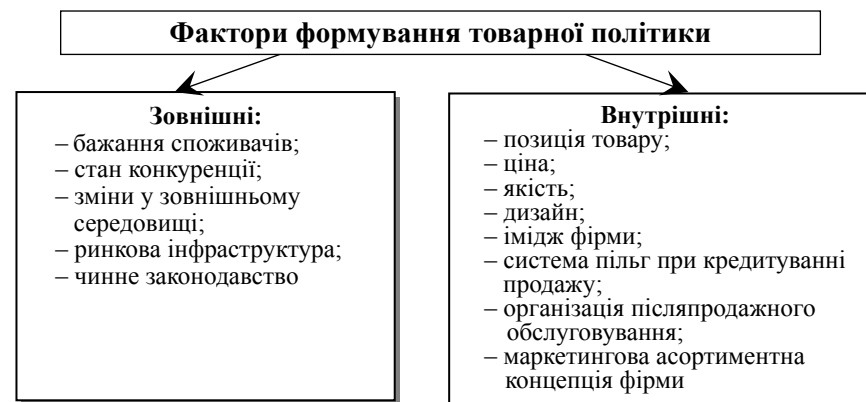 Фактори формування товарної політики
Зовнішні:
– бажання споживачів;
– стан конкуренції;
– зміни у зовнішньому
середовищі;
– ринкова інфраструктура;
– чинне законодавство
Внутрішні:
– позиція товару;
– ціна;
– якість;
– дизайн;
– імідж фірми;
– система пільг при кредитуванні
продажу;
– організація післяпродажного
обслуговування;
– маркетингова асортиментна
концепція фірми